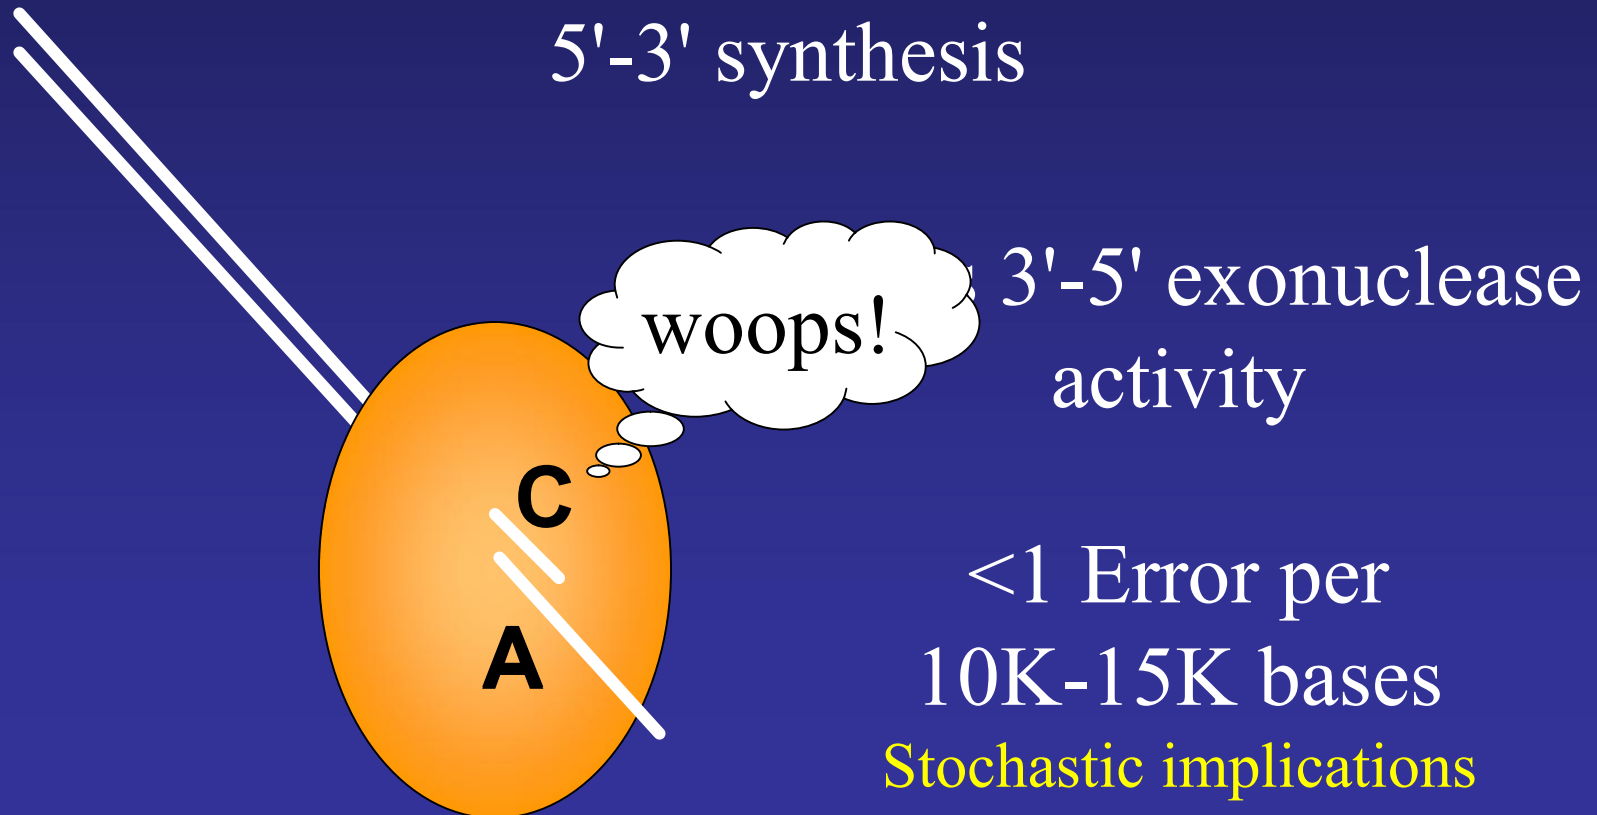 5'-3' synthesis
woops!
3'-5' exonuclease
activity
C
A
<1 Error per
10K-15K bases
Stochastic implications